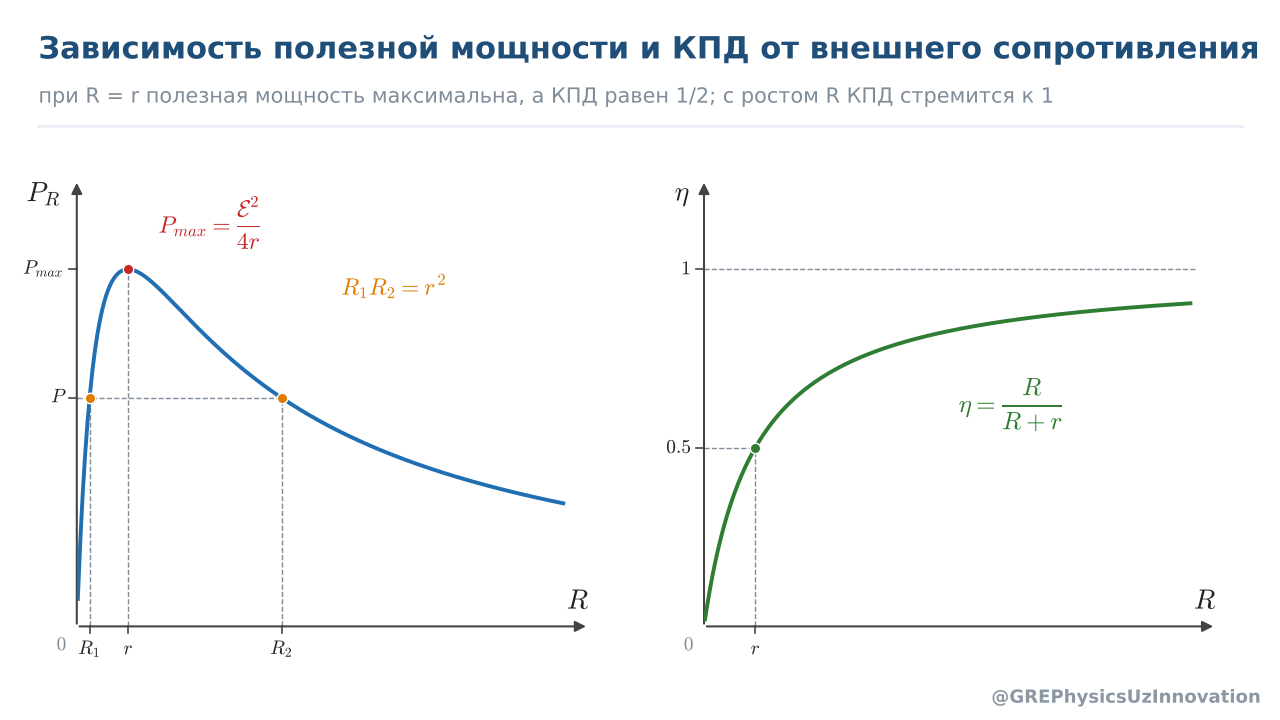 Зависимость полезной мощности и КПД от внешнего сопротивления
при R = r полезная мощность максимальна, а КПД равен 1/2; с ростом R КПД стремится к 1
P_R
P_max = ℰ²/4r
P_max
R₁R₂ = r²
P
R
0 R₁ r R₂
η
1
η = R/(R + r)
0.5
R
0 r
@GREPhysicsUzInnovation